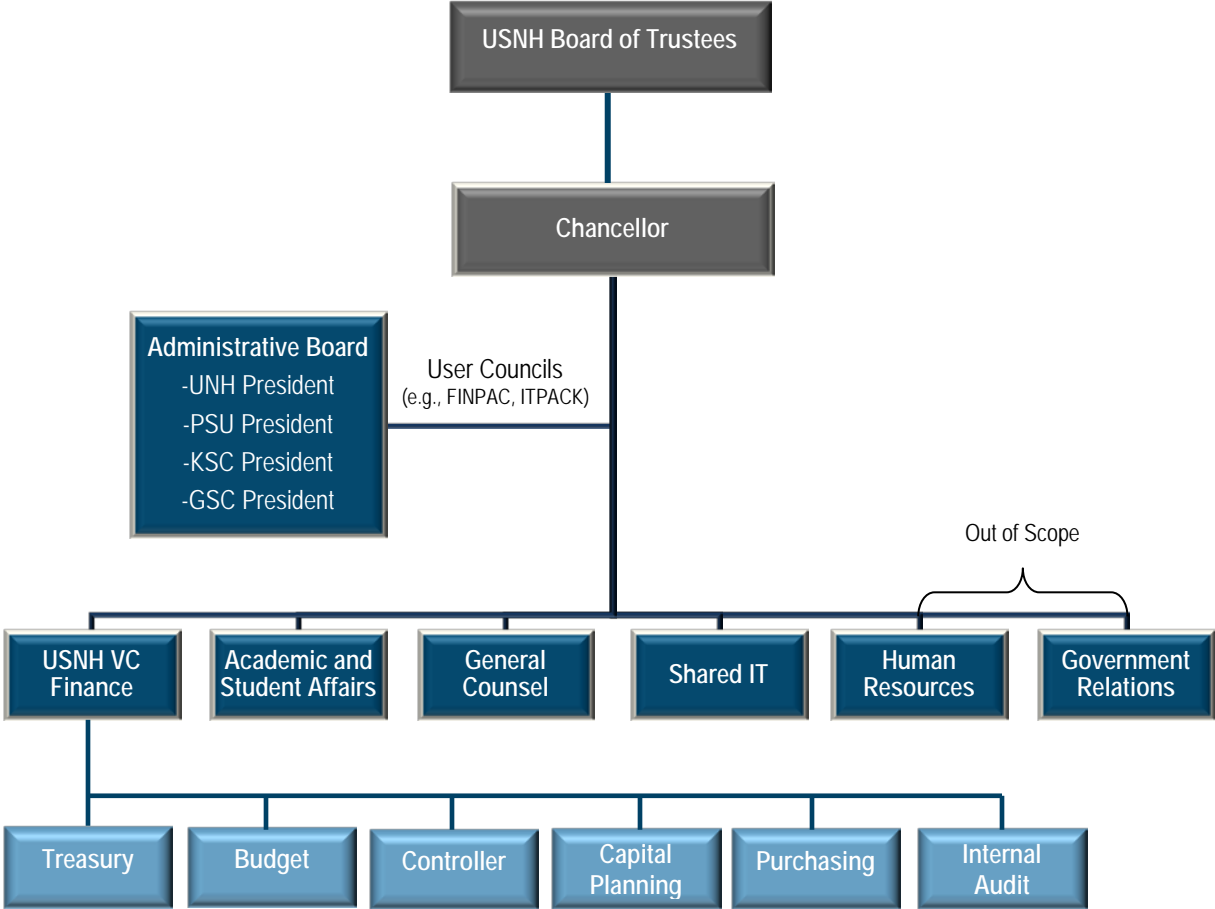 USNH Board of Trustees
Chancellor
Administrative Board
-UNH President
-PSU President
-KSC President
-GSC President
User Councils
(e.g., FINPAC, ITPACK)
Out of Scope
USNH VC
Finance
Academic and
Student Affairs
General
Counsel
Shared IT
Human
Resources
Government
Relations
Treasury
Budget
Controller
Capital
Planning
Purchasing
Internal
Audit